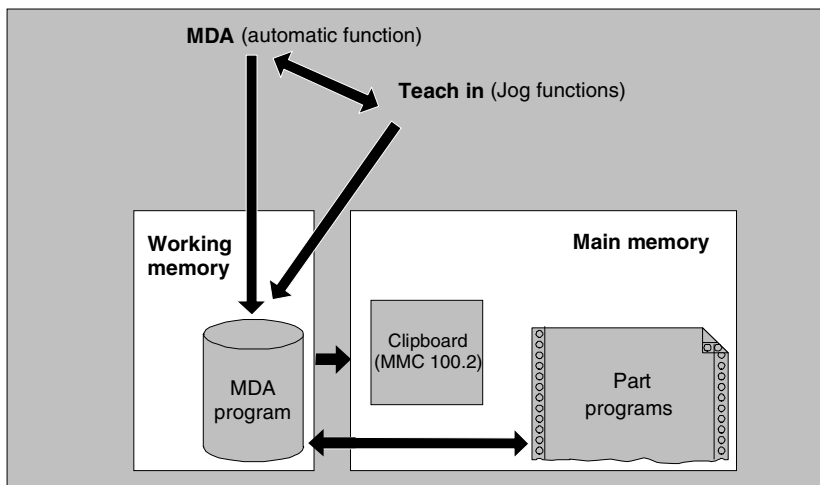 MDA (automatic function)
Teach in (Jog functions)
Working
memory
Main memory
Clipboard
(MMC 100.2)
MDA
program
Part
programs